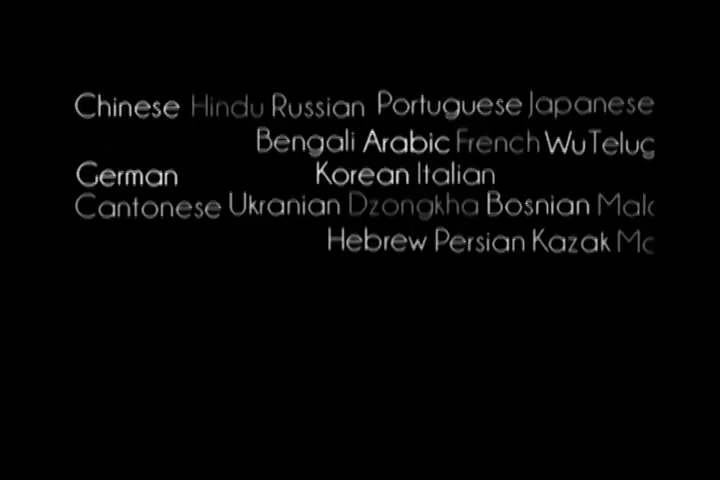 Chinese Hindu Russian Portuguese Japanese
Bengali Arabic French Wu Telug
German Korean Italian
Cantonese Ukranian Dzongkha Bosnian
Hebrew Persian Kazak